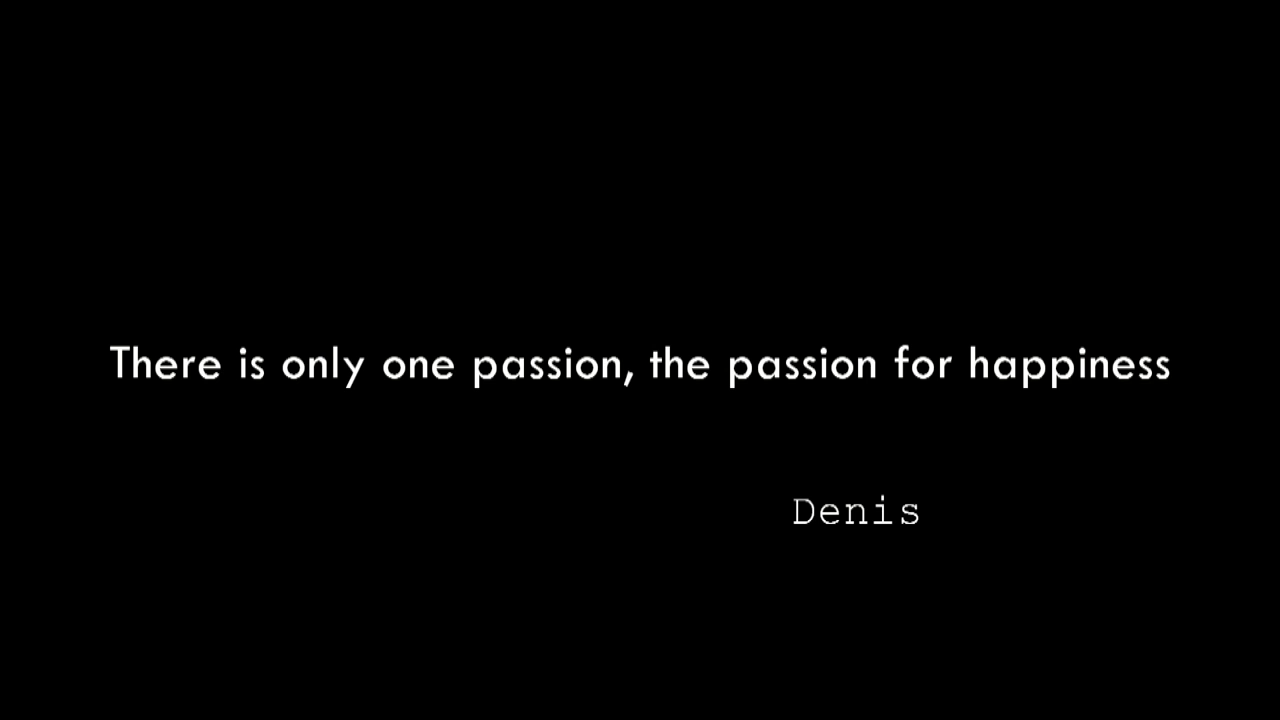 There is only one passion, the passion for happiness
Denis